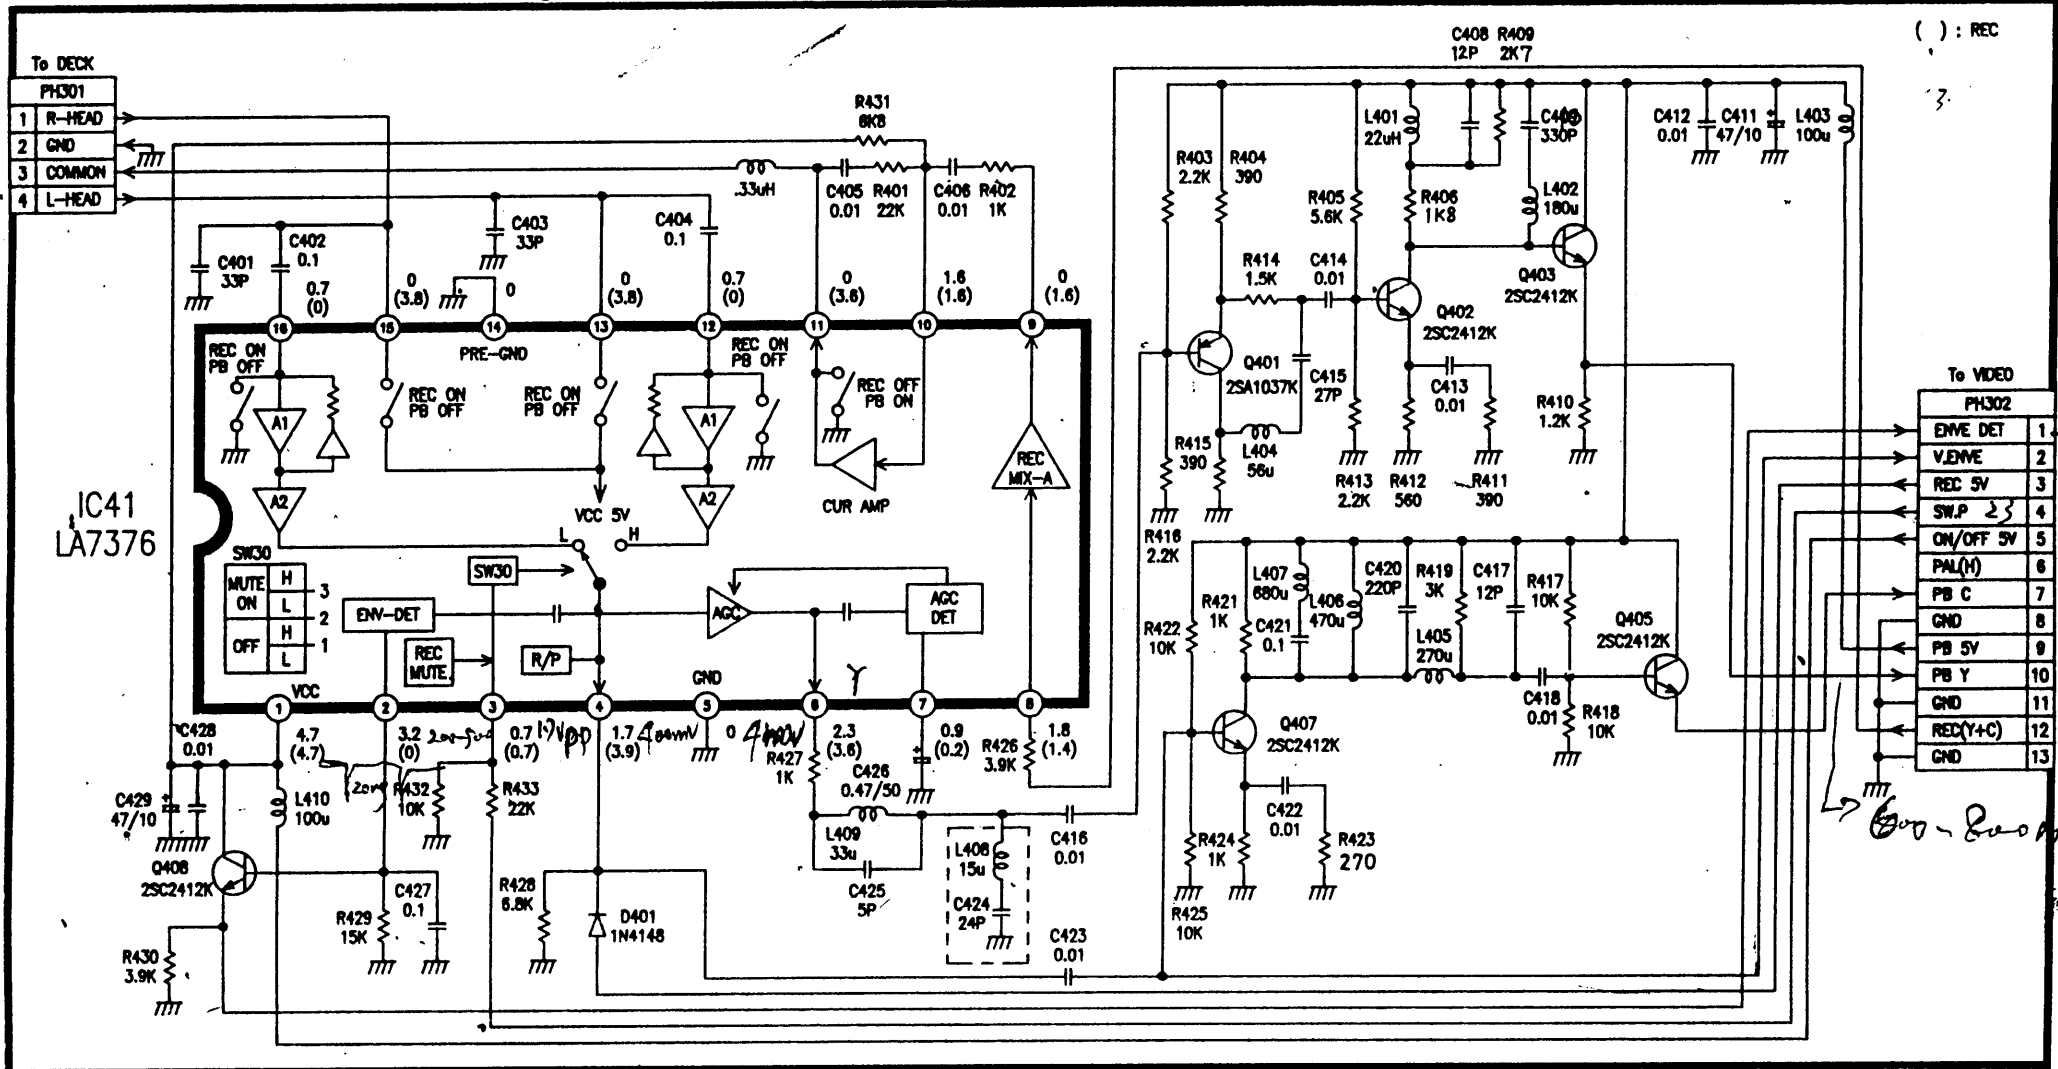 ( ) : REC
To DECK
PH301
1 R-HEAD
2 GND
3 COMMON
4 L-HEAD
R431
6K8
.33uH
C405
0.01
R401
22K
C406
0.01
R402
1K
C401
33P
C402
0.1
C403
33P
C404
0.1
0.7
(0)
0
(3.8)
0
0
(3.8)
0.7
(0)
0
(3.6)
1.6
(1.6)
0
(1.6)
16 15 14 13 12 11 10 9
REC ON
PB OFF
REC ON
PB OFF
PRE-GND
REC ON
PB OFF
REC ON
PB OFF
REC OFF
PB ON
A1
A2
A1
A2
VCC 5V
CUR AMP
REC
MIX-A
IC41
LA7376
L H
SW30
MUTE ON H 3
L 2
OFF H 1
L
SW30
ENV-DET
REC
MUTE
R/P
AGC
AGC
DET
VCC
GND
Y
1 2 3 4 5 6 7 8
4.7
(4.7)
3.2
(0)
0.7
(0.7)
1.7
(3.9)
0
2.3
(3.6)
0.9
(0.2)
1.8
(1.4)
C428
0.01
C429
47/10
L410
100u
R432
10K
R433
22K
R427
1K
C426
0.47/50
L409
33u
C425
5P
R426
3.9K
L408
15u
C424
24P
C416
0.01
C423
0.01
Q408
2SC2412K
R430
3.9K
R429
15K
C427
0.1
R428
6.8K
D401
1N4148
C408
12P
R409
2K7
R403
2.2K
R404
390
R405
5.6K
L401
22uH
R406
1K8
330P
L402
180u
C412
0.01
C411
47/10
L403
100u
R414
1.5K
C414
0.01
Q401
2SA1037K
C415
27P
Q402
2SC2412K
Q403
2SC2412K
C413
0.01
R410
1.2K
R415
390
L404
56u
R413
2.2K
R412
560
R411
390
R416
2.2K
R422
10K
R421
1K
L407
680u
C421
0.1
L406
470u
C420
220P
R419
3K
L405
270u
C417
12P
R417
10K
Q405
2SC2412K
C418
0.01
R418
10K
Q407
2SC2412K
C422
0.01
R424
1K
R423
270
R425
10K
To VIDEO
PH302
ENVE DET 1
V.ENVE 2
REC 5V 3
SW.P 4
ON/OFF 5V 5
PAL(H) 6
PB C 7
GND 8
PB 5V 9
PB Y 10
GND 11
REC(Y+C) 12
GND 13